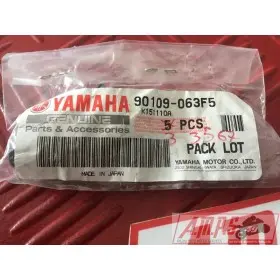 YAMAHA 90109-063F5
GENUINE K151110A
Parts & Accessories 5 PCS.
PACK LOT
MADE IN JAPAN
YAMAHA MOTOR CO., LTD.